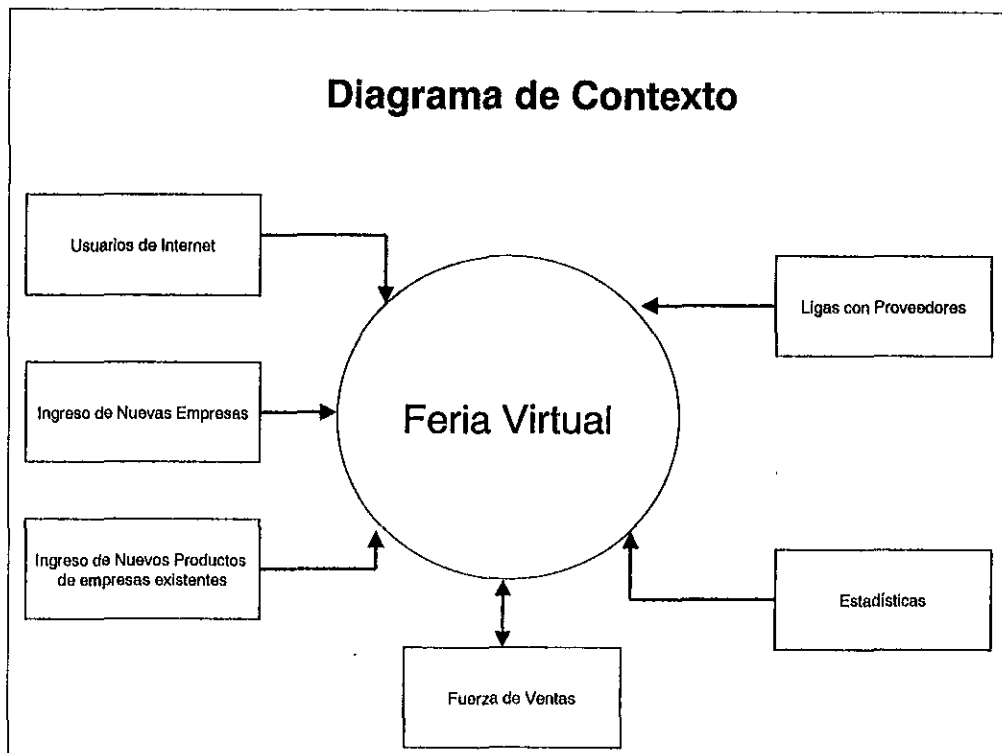 Diagrama de Contexto
Usuarios de Internet
Ligas con Proveedores
Ingreso de Nuevas Empresas
Feria Virtual
Ingreso de Nuevos Productos
de empresas existentes
Estadísticas
Fuerza de Ventas